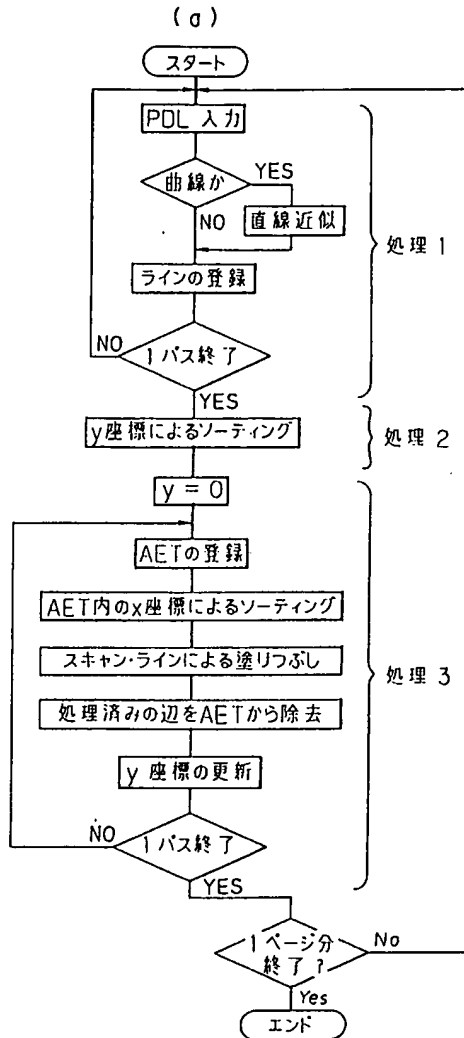 (a)
スタート
PDL 入力
曲線か
YES
NO
直線近似
ラインの登録
処理1
1パス終了
NO
YES
y座標によるソーティング
処理2
y = 0
AETの登録
AET内のx座標によるソーティング
スキャン・ラインによる塗りつぶし
処理3
処理済みの辺をAETから除去
y 座標の更新
1パス終了
NO
YES
1ページ分
終了?
No
Yes
エンド